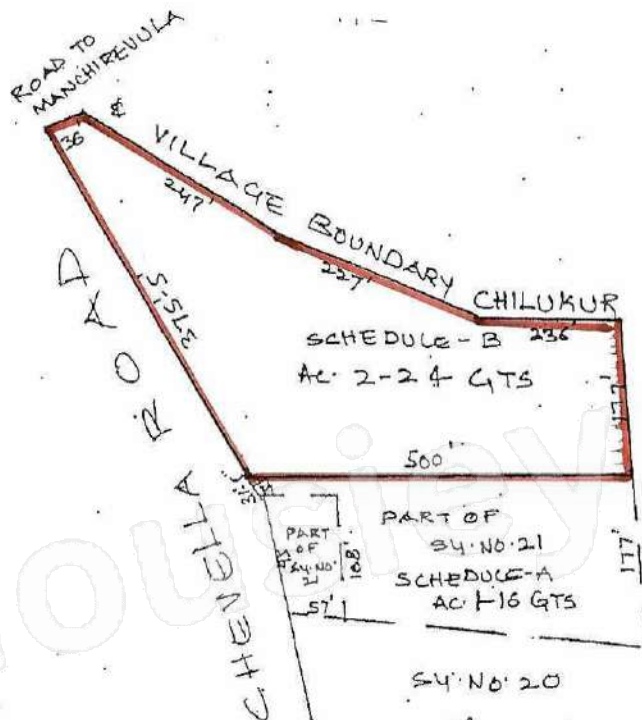 ROAD TO
MANCHIREVULA
36'
&
VILLAGE BOUNDARY
247'
227'
CHILUKUR
236'
SCHEDULE-B
AC. 2-24 GTS
ROAD
177'
500'
PART
OF
SY.NO.
21
108'
57'
PART OF
SY.NO.21
SCHEDULE-A
AC.1-16 GTS
177'
CHEVELLA
SY.NO.20
housiey